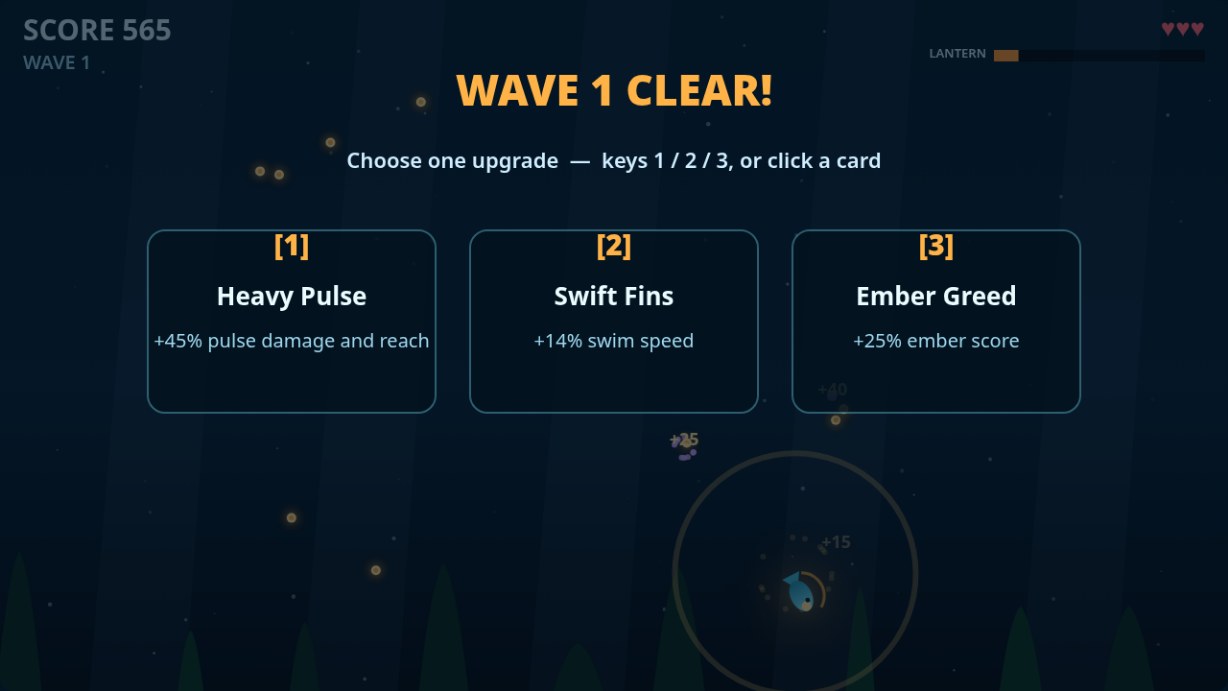 SCORE 565
WAVE 1
♥♥♥
LANTERN
WAVE 1 CLEAR!
Choose one upgrade — keys 1 / 2 / 3, or click a card
[1]
Heavy Pulse
+45% pulse damage and reach
[2]
Swift Fins
+14% swim speed
[3]
Ember Greed
+25% ember score
+40
+25
+15